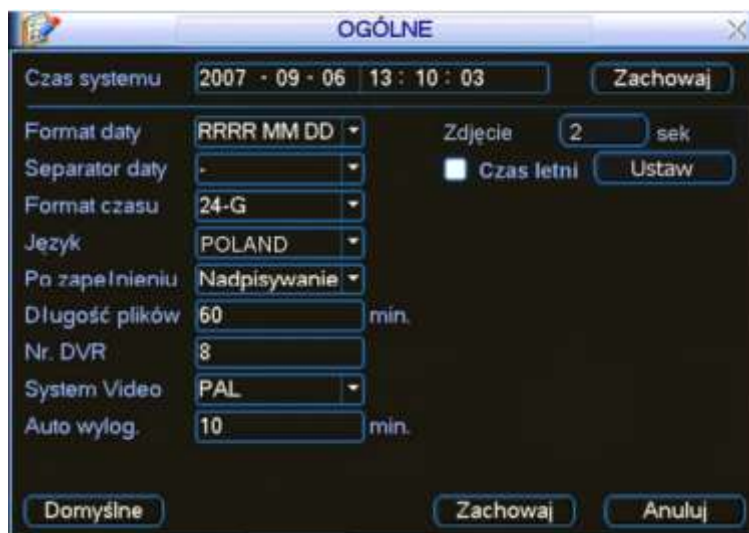 OGÓLNE
Czas systemu 2007 - 09 - 06 13 : 10 : 03 Zachowaj
Format daty RRRR MM DD Zdjęcie 2 sek
Separator daty - Czas letni Ustaw
Format czasu 24-G
Język POLAND
Po zapełnieniu Nadpisywanie
Długość plików 60 min.
Nr. DVR 8
System Video PAL
Auto wylog. 10 min.
Domyślne Zachowaj Anuluj